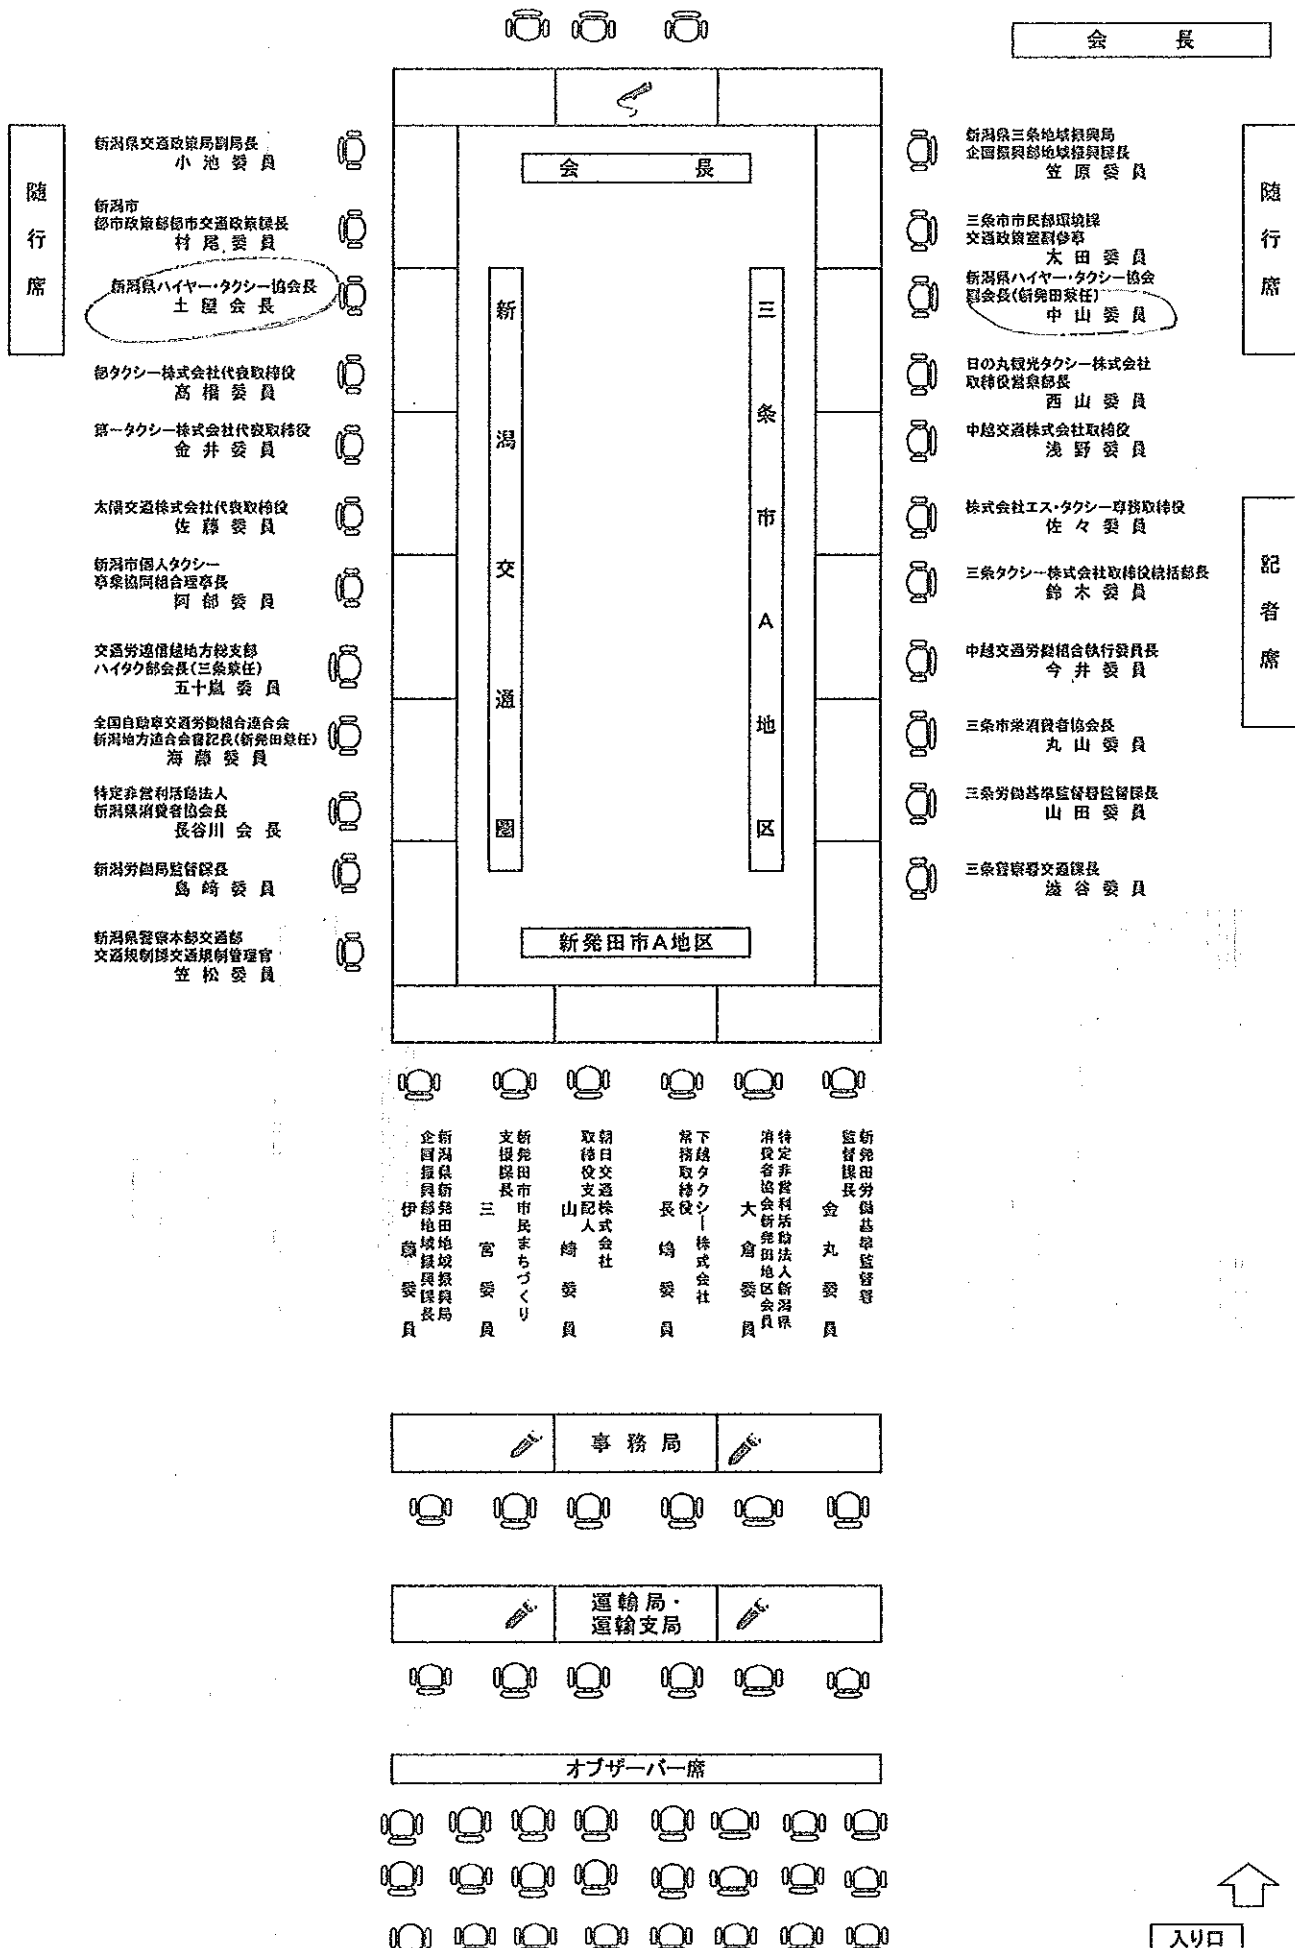 会長
随行席
新潟県交通政策局副局長
小池委員
新潟市
都市政策部都市交通政策課長
村尾委員
新潟県ハイヤー・タクシー協会長
土屋会長
都タクシー株式会社代表取締役
高橋委員
第一タクシー株式会社代表取締役
金井委員
太陽交通株式会社代表取締役
佐藤委員
新潟市個人タクシー
事業協同組合理事長
阿部委員
交通労連信越地方総支部
ハイタク部会長(三条兼任)
五十嵐委員
全国自動車交通労働組合連合会
新潟地方連合会書記長(新発田兼任)
海藤委員
特定非営利活動法人
新潟県消費者協会長
長谷川会長
新潟労働局監督課長
島崎委員
新潟県警察本部交通部
交通規制課交通規制管理官
笠松委員
会長
新潟交通圏
三条市A地区
新発田市A地区
新潟県三条地域振興局
企画振興部地域振興課長
笠原委員
三条市市民部環境課
交通政策室副参事
太田委員
新潟県ハイヤー・タクシー協会
副会長(新発田兼任)
中山委員
日の丸観光タクシー株式会社
取締役営業部長
西山委員
中越交通株式会社取締役
浅野委員
株式会社エス・タクシー専務取締役
佐々委員
三条タクシー株式会社取締役統括部長
鈴木委員
中越交通労働組合執行委員長
今井委員
三条市栄消費者協会長
丸山委員
三条労働基準監督署監督課長
山田委員
三条警察署交通課長
澁谷委員
随行席
記者席
新潟県新発田地域振興局
企画振興部地域振興課長
伊藤委員
新発田市市民まちづくり
支援課長
三宮委員
朝日交通株式会社
取締役支配人
山崎委員
下越タクシー株式会社
常務取締役
長嶋委員
特定非営利活動法人新潟県
消費者協会新発田地区会員
大倉委員
新発田労働基準監督署
監督課長
金丸委員
事務局
運輸局・
運輸支局
オブザーバー席
入り口